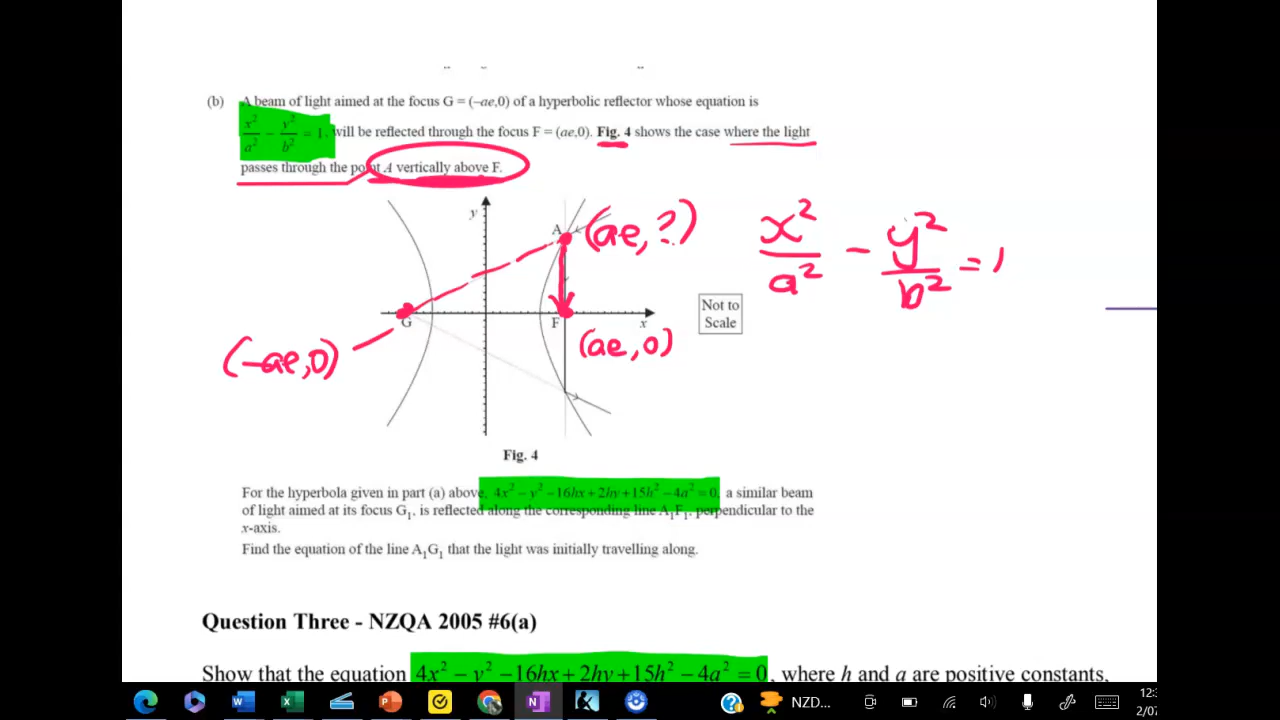 (b) A beam of light aimed at the focus G = (–ae,0) of a hyperbolic reflector whose equation is
x²/a² − y²/b² = 1, will be reflected through the focus F = (ae,0). Fig. 4 shows the case where the light
passes through the point A vertically above F.
y
A
(ae, ?)
x²/a² − y²/b² = 1
G
F
x
Not to
Scale
(−ae, 0)
(ae, 0)
Fig. 4
For the hyperbola given in part (a) above, 4x² − y² −16hx + 2hy + 15h² − 4a² = 0, a similar beam
of light aimed at its focus G₁, is reflected along the corresponding line A₁F₁, perpendicular to the
x-axis.
Find the equation of the line A₁G₁ that the light was initially travelling along.
Question Three - NZQA 2005 #6(a)
Show that the equation 4x² − y² −16hx + 2hy + 15h² − 4a² = 0, where h and a are positive constants,
NZD...